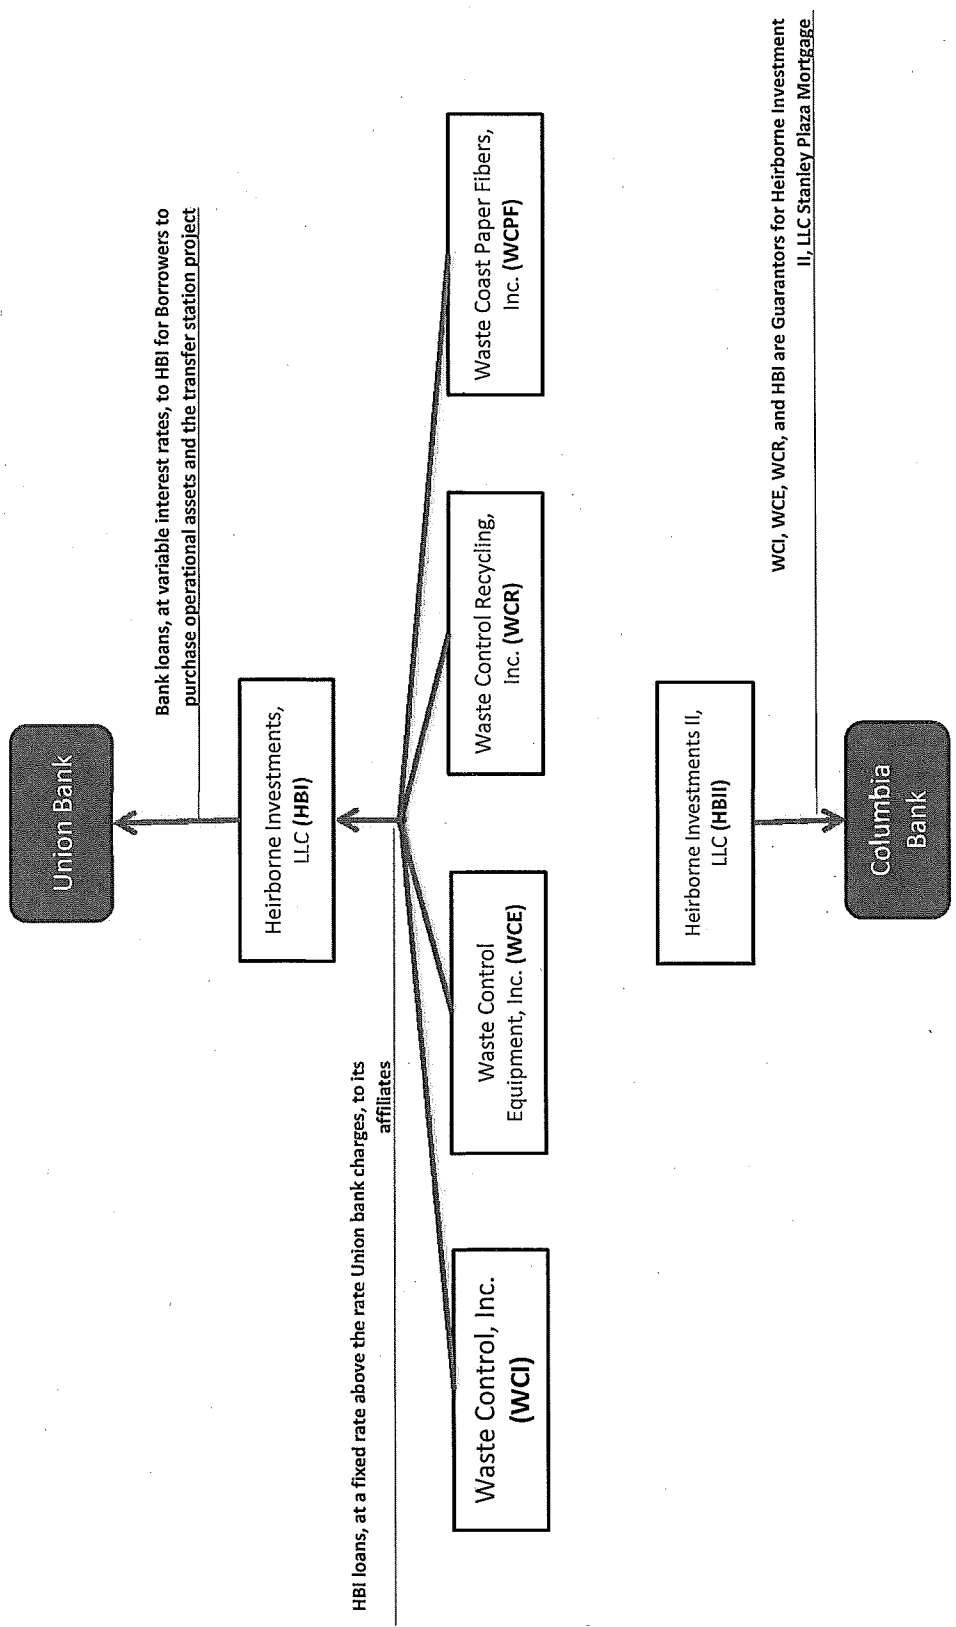 Union Bank
Bank loans, at variable interest rates, to HBI for Borrowers to
purchase operational assets and the transfer station project
Heirborne Investments,
LLC (HBI)
HBI loans, at a fixed rate above the rate Union bank charges, to its
affiliates
Waste Control, Inc.
(WCI)
Waste Control
Equipment, Inc. (WCE)
Waste Control Recycling,
Inc. (WCR)
Waste Coast Paper Fibers,
Inc. (WCPF)
Heirborne Investments II,
LLC (HBII)
WCI, WCE, WCR, and HBI are Guarantors for Heirborne Investment
II, LLC Stanley Plaza Mortgage
Columbia
Bank